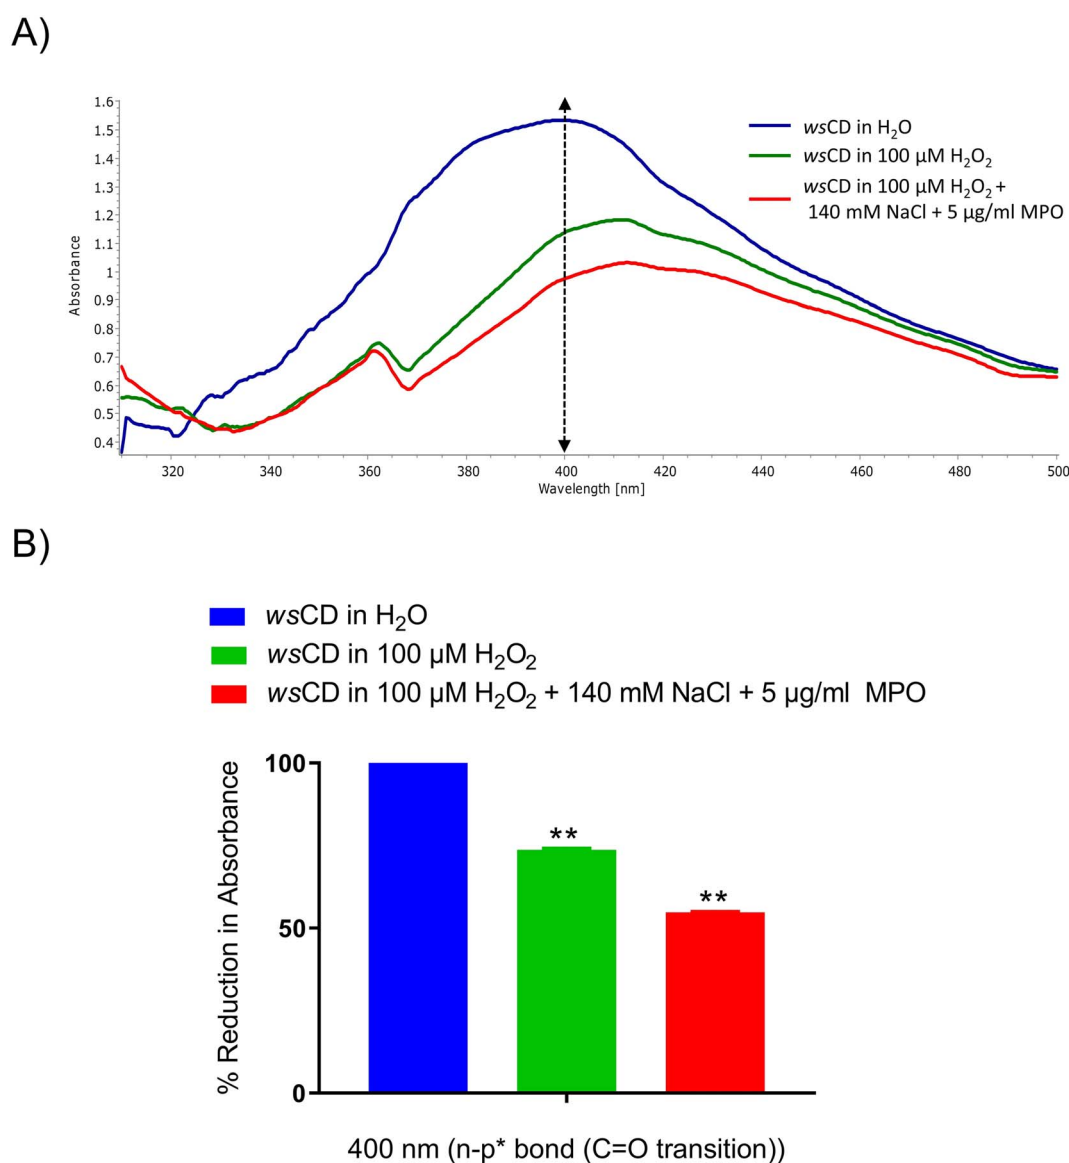 A)
1.6
1.5
1.4
1.3
1.2
1.1
1
0.9
0.8
0.7
0.6
0.5
0.4
Absorbance
320
340
360
380
400
420
440
460
480
500
Wavelength [nm]
wsCD in H₂O
wsCD in 100 µM H₂O₂
wsCD in 100 µM H₂O₂ +
140 mM NaCl + 5 µg/ml MPO
B)
wsCD in H₂O
wsCD in 100 µM H₂O₂
wsCD in 100 µM H₂O₂ + 140 mM NaCl + 5 µg/ml MPO
% Reduction in Absorbance
100
50
0
**
**
400 nm (n-p* bond (C=O transition))